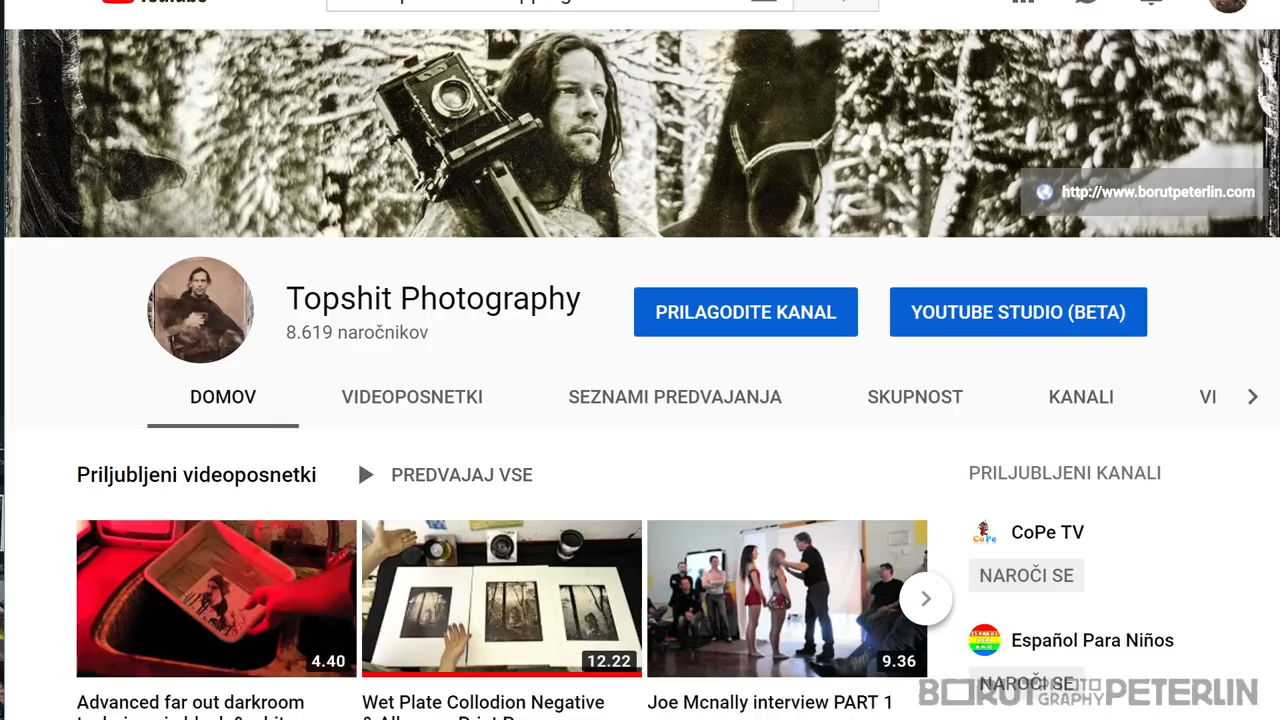 http://www.borutpeterlin.com
Topshit Photography
8.619 naročnikov
PRILAGODITE KANAL
YOUTUBE STUDIO (BETA)
DOMOV
VIDEOPOSNETKI
SEZNAMI PREDVAJANJA
SKUPNOST
KANALI
VI
Priljubljeni videoposnetki
PREDVAJAJ VSE
4.40
12.22
9.36
Advanced far out darkroom
Wet Plate Collodion Negative
Joe Mcnally interview PART 1
PRILJUBLJENI KANALI
CoPe TV
NAROČI SE
Español Para Niños
NAROČI SE
BORUT PHOTO GRAPHY PETERLIN